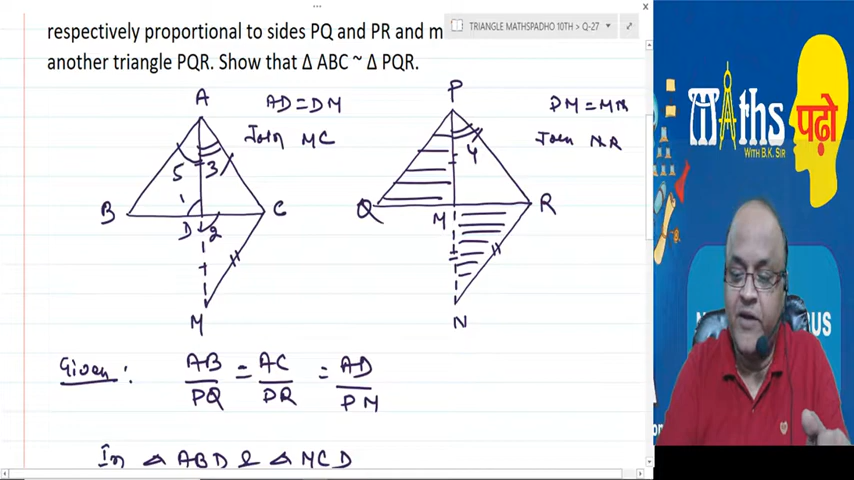 TRIANGLE MATHSPADHO 10TH > Q-27
respectively proportional to sides PQ and PR and m
another triangle PQR. Show that Δ ABC ~ Δ PQR.
A
AD=DM
Join MC
5
3
1
B
C
D
2
M
P
PM=MN
Join NR
4
Q
M
R
N
Given: AB/PQ = AC/PR = AD/PM
In △ ABD & △ MCD
Maths पढ़ो
WITH B.K. SIR